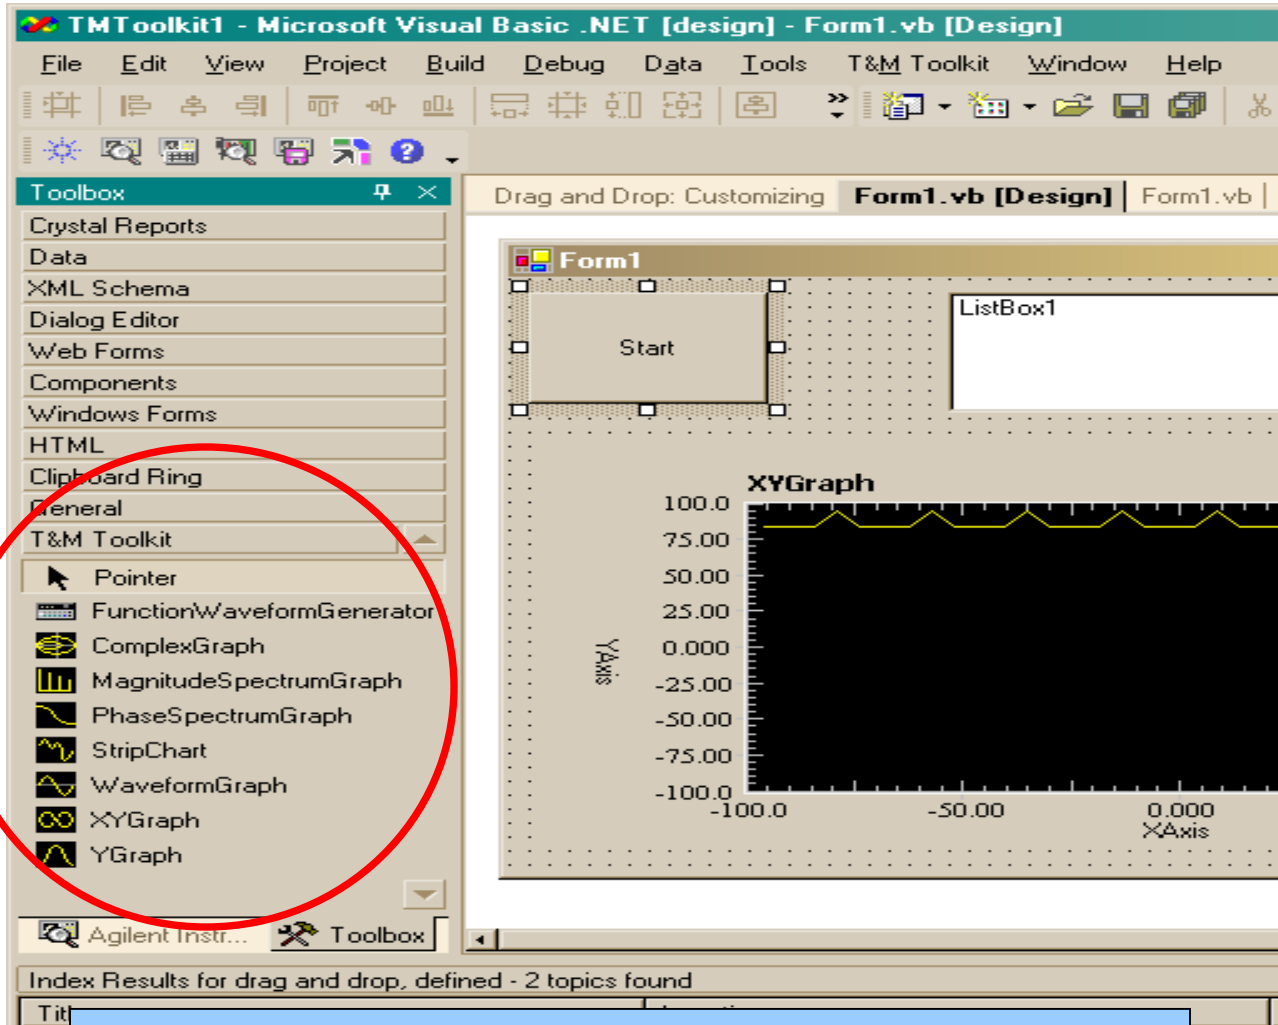 TMToolkit1 - Microsoft Visual Basic .NET [design] - Form1.vb [Design]
File Edit View Project Build Debug Data Tools T&M Toolkit Window Help
Toolbox
Drag and Drop: Customizing Form1.vb [Design] Form1.vb
Crystal Reports
Data
XML Schema
Dialog Editor
Web Forms
Components
Windows Forms
HTML
Clipboard Ring
General
T&M Toolkit
Pointer
FunctionWaveformGenerator
ComplexGraph
MagnitudeSpectrumGraph
PhaseSpectrumGraph
StripChart
WaveformGraph
XYGraph
YGraph
Agilent Instr... Toolbox
Form1
Start
ListBox1
XYGraph
100.0
75.00
50.00
25.00
0.000
-25.00
-50.00
-75.00
-100.0
YAxis
-100.0 -50.00 0.000
XAxis
Index Results for drag and drop, defined - 2 topics found